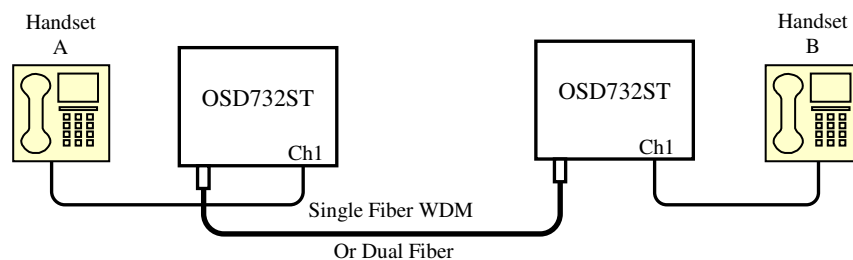 Handset
A
OSD732ST
Ch1
OSD732ST
Ch1
Handset
B
Single Fiber WDM
Or Dual Fiber